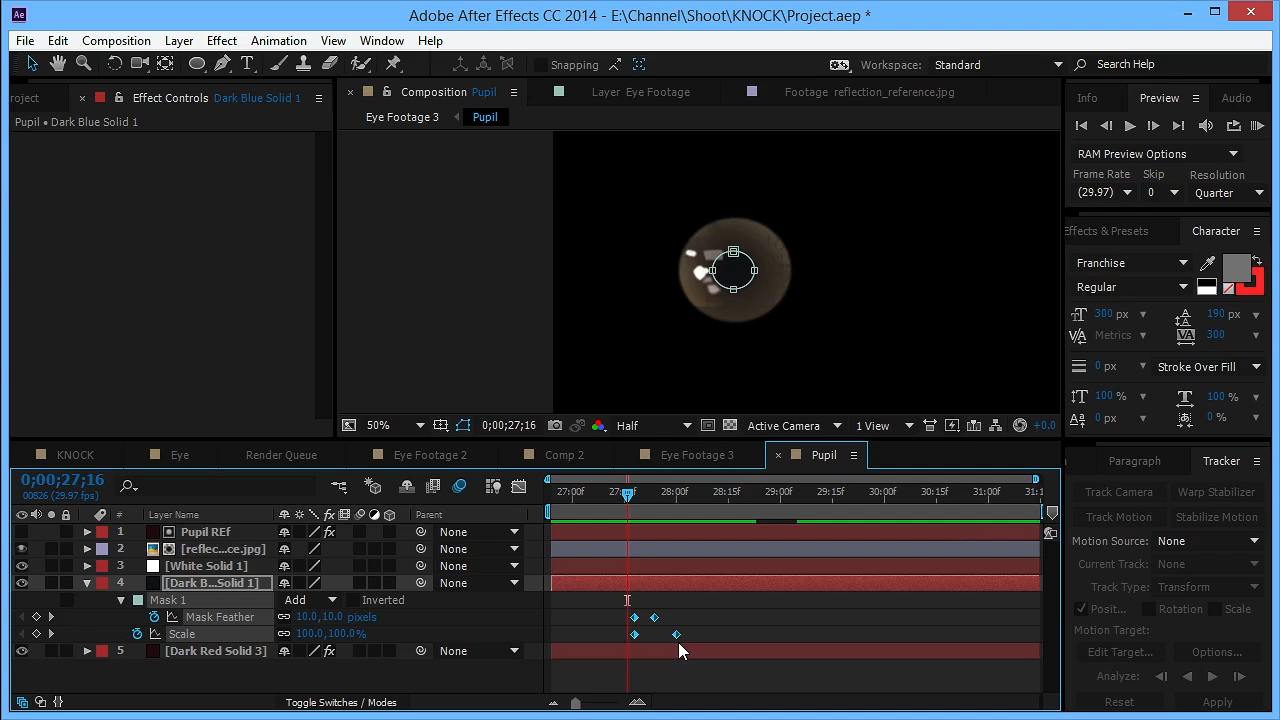 Ae
Adobe After Effects CC 2014 - E:\Channel\Shoot\KNOCK\Project.aep *
File Edit Composition Layer Effect Animation View Window Help
Snapping
Workspace: Standard
Search Help
roject
Effect Controls Dark Blue Solid 1
Composition Pupil
Layer Eye Footage
Footage reflection_reference.jpg
Info
Preview
Audio
Pupil • Dark Blue Solid 1
Eye Footage 3
Pupil
RAM Preview Options
Frame Rate Skip Resolution
(29.97) 0 Quarter
Effects & Presets
Character
Franchise
Regular
300 px
190 px
Metrics
300
0 px
Stroke Over Fill
100 %
100 %
0 px
0 %
50%
0;00;27;16
Half
Active Camera
1 View
+0.0
KNOCK
Eye
Render Queue
Eye Footage 2
Comp 2
Eye Footage 3
Pupil
Paragraph
Tracker
0;00;27;16
00826 (29.97 fps)
27:00f
28:00f
28:15f
29:00f
29:15f
30:00f
30:15f
31:00f
# Layer Name
Parent
1 Pupil REf
None
2 [reflec...ce.jpg]
None
3 [White Solid 1]
None
4 [Dark B...Solid 1]
None
Mask 1
Add
Inverted
Mask Feather
10.0,10.0 pixels
Scale
100.0,100.0%
5 [Dark Red Solid 3]
None
Toggle Switches / Modes
Track Camera
Warp Stabilizer
Track Motion
Stabilize Motion
Motion Source: None
Current Track: None
Track Type: Transform
Posit... Rotation Scale
Motion Target:
Edit Target...
Options...
Analyze:
Reset
Apply